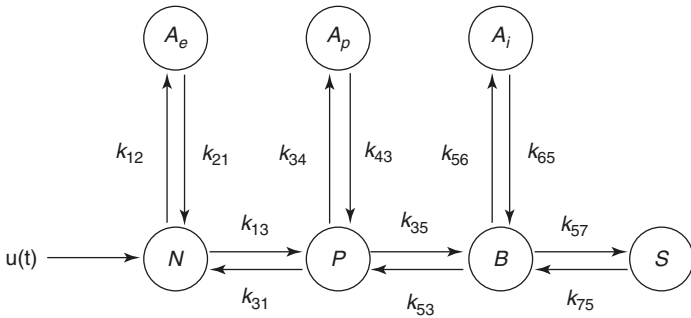 A_e A_p A_i
k_12 k_21 k_34 k_43 k_56 k_65
k_13 k_35 k_57
u(t) N P B S
k_31 k_53 k_75